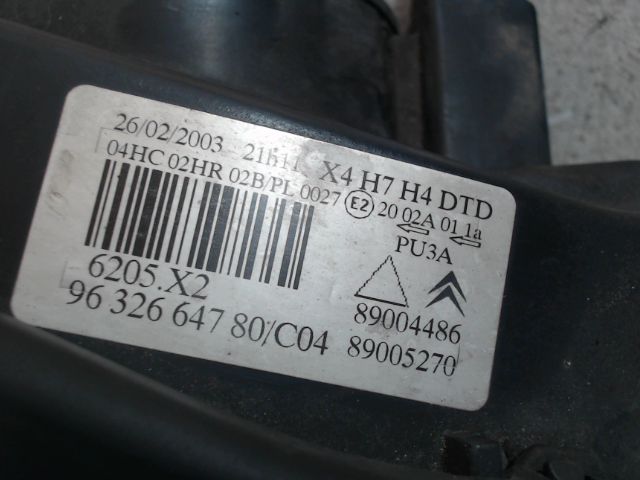 26/02/2003 21h11 X4 H7 H4 DTD
04HC 02HR 02B/PL 0027 E2 20 02A 01 1a
PU3A
6205.X2
96 326 647 80/C04
89004486
89005270